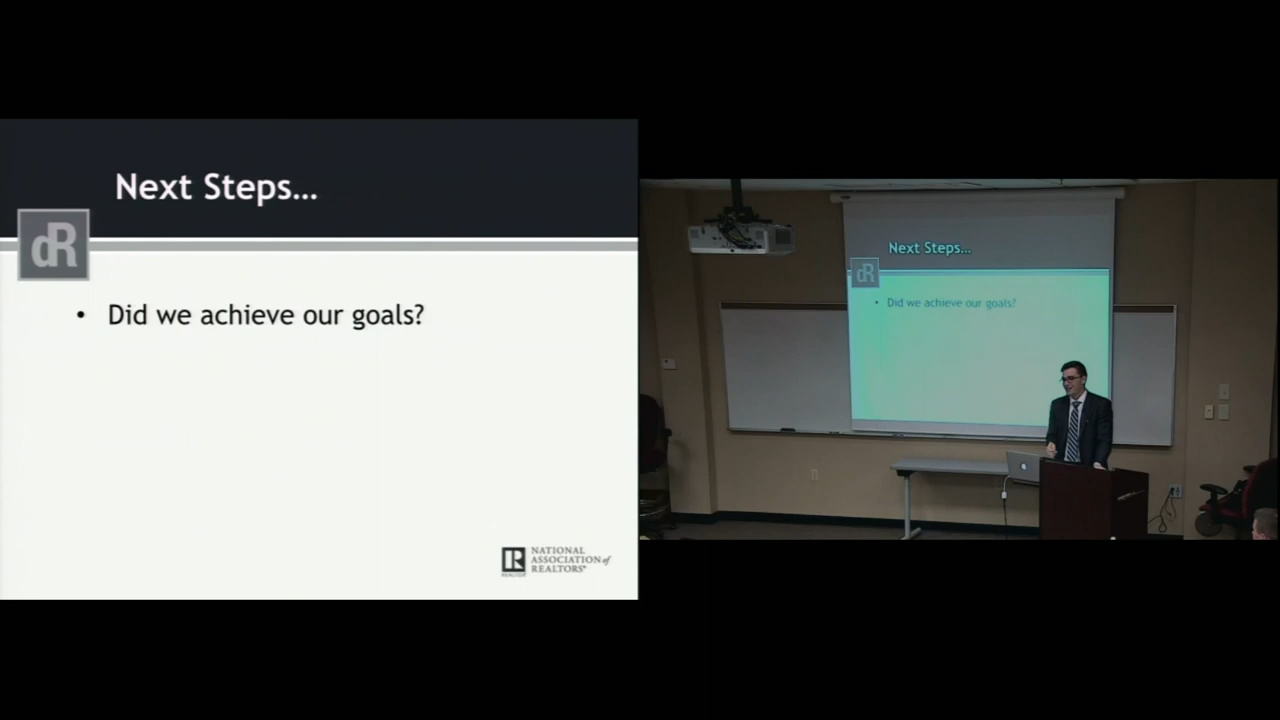 Next Steps...
dR
• Did we achieve our goals?
R
REALTOR
NATIONAL
ASSOCIATION of
REALTORS®
Next Steps...
dR
• Did we achieve our goals?